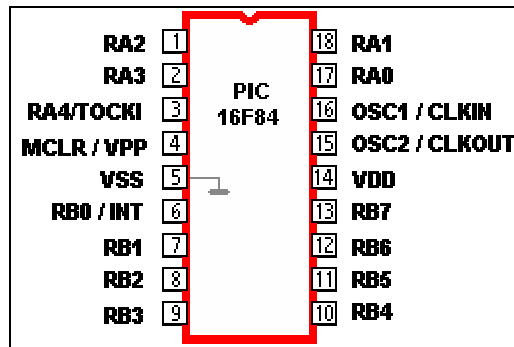 RA2 1 18 RA1
RA3 2 17 RA0
PIC
RA4/TOCKI 3 16F84 16 OSC1 / CLKIN
MCLR / VPP 4 15 OSC2 / CLKOUT
VSS 5 14 VDD
RB0 / INT 6 13 RB7
RB1 7 12 RB6
RB2 8 11 RB5
RB3 9 10 RB4